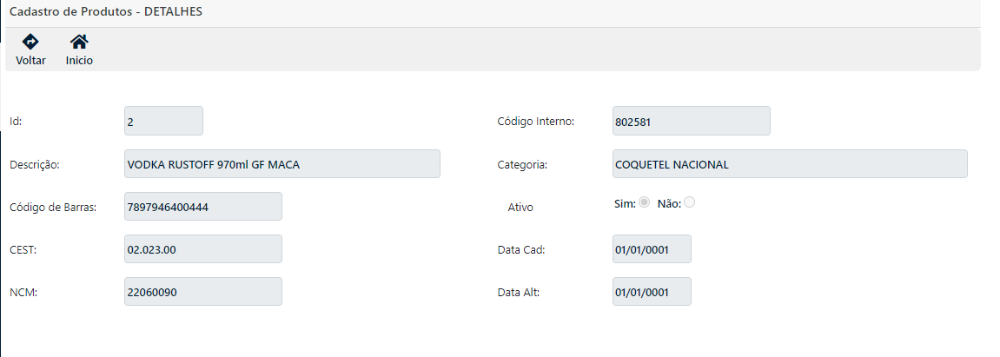 Cadastro de Produtos - DETALHES
Voltar Inicio
Id: 2 Código Interno: 802581
Descrição: VODKA RUSTOFF 970ml GF MACA Categoria: COQUETEL NACIONAL
Código de Barras: 7897946400444 Ativo Sim: Não:
CEST: 02.023.00 Data Cad: 01/01/0001
NCM: 22060090 Data Alt: 01/01/0001